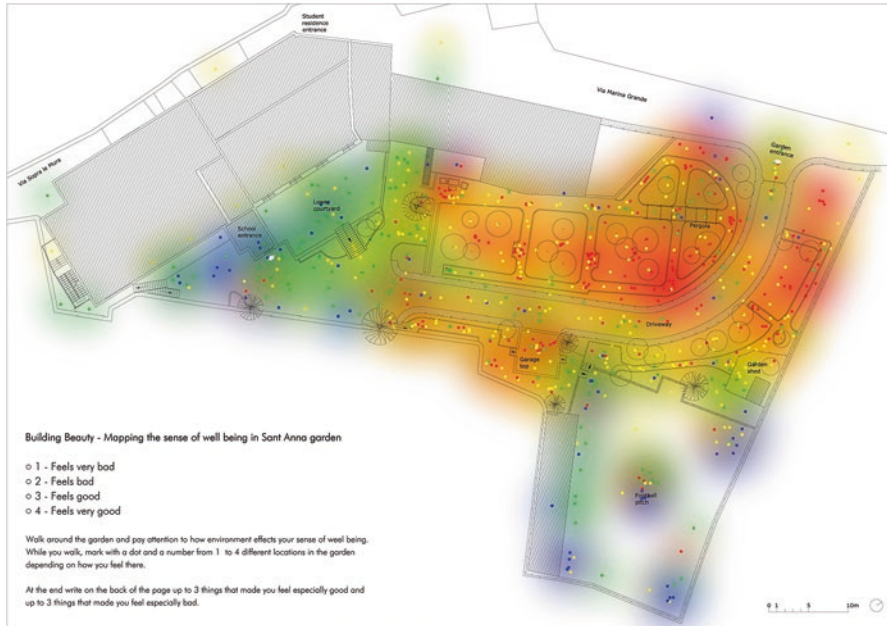 Student
residence
entrance
Via Marina Grande
Via Sopra le Mura
Garden
entrance
Loggia
courtyard
School
entrance
Pergola
Driveway
Garage
top
Garden
shed
Football
pitch
Building Beauty - Mapping the sense of well being in Sant Anna garden
1 - Feels very bad
2 - Feels bad
3 - Feels good
4 - Feels very good
Walk around the garden and pay attention to how environment effects your sense of weel being.
While you walk, mark with a dot and a number from 1 to 4 different locations in the garden
depending on how you feel there.
At the end write on the back of the page up to 3 things that made you feel especially good and
up to 3 things that made you feel especially bad.
0 1 5 10m